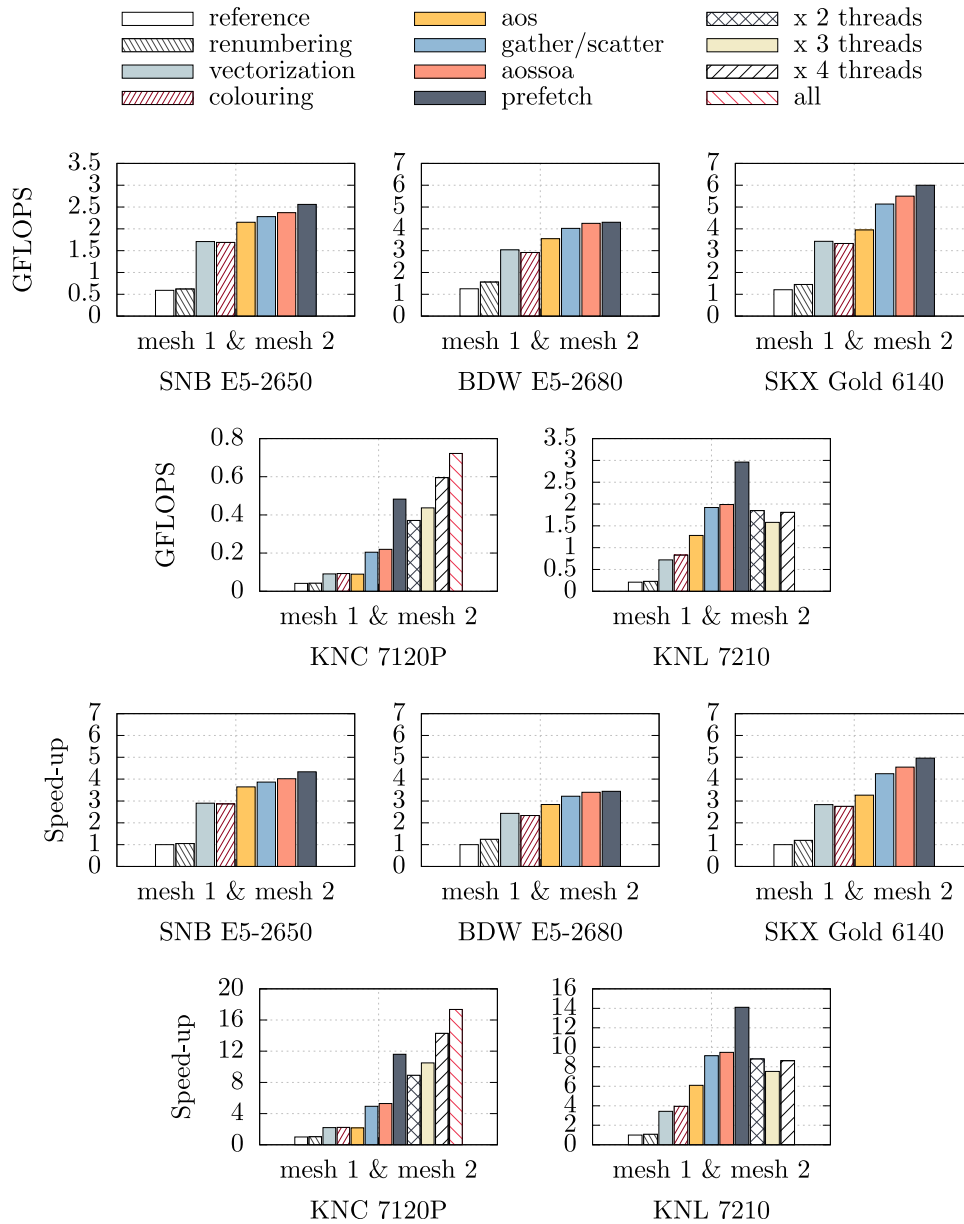 reference
renumbering
vectorization
colouring
aos
gather/scatter
aossoa
prefetch
x 2 threads
x 3 threads
x 4 threads
all
GFLOPS
3.5
3
2.5
2
1.5
1
0.5
0
mesh 1 & mesh 2
SNB E5-2650
7
6
5
4
3
2
1
0
mesh 1 & mesh 2
BDW E5-2680
7
6
5
4
3
2
1
0
mesh 1 & mesh 2
SKX Gold 6140
GFLOPS
0.8
0.6
0.4
0.2
0
mesh 1 & mesh 2
KNC 7120P
3.5
3
2.5
2
1.5
1
0.5
0
mesh 1 & mesh 2
KNL 7210
Speed-up
7
6
5
4
3
2
1
0
mesh 1 & mesh 2
SNB E5-2650
7
6
5
4
3
2
1
0
mesh 1 & mesh 2
BDW E5-2680
7
6
5
4
3
2
1
0
mesh 1 & mesh 2
SKX Gold 6140
Speed-up
20
16
12
8
4
0
mesh 1 & mesh 2
KNC 7120P
16
14
12
10
8
6
4
2
0
mesh 1 & mesh 2
KNL 7210